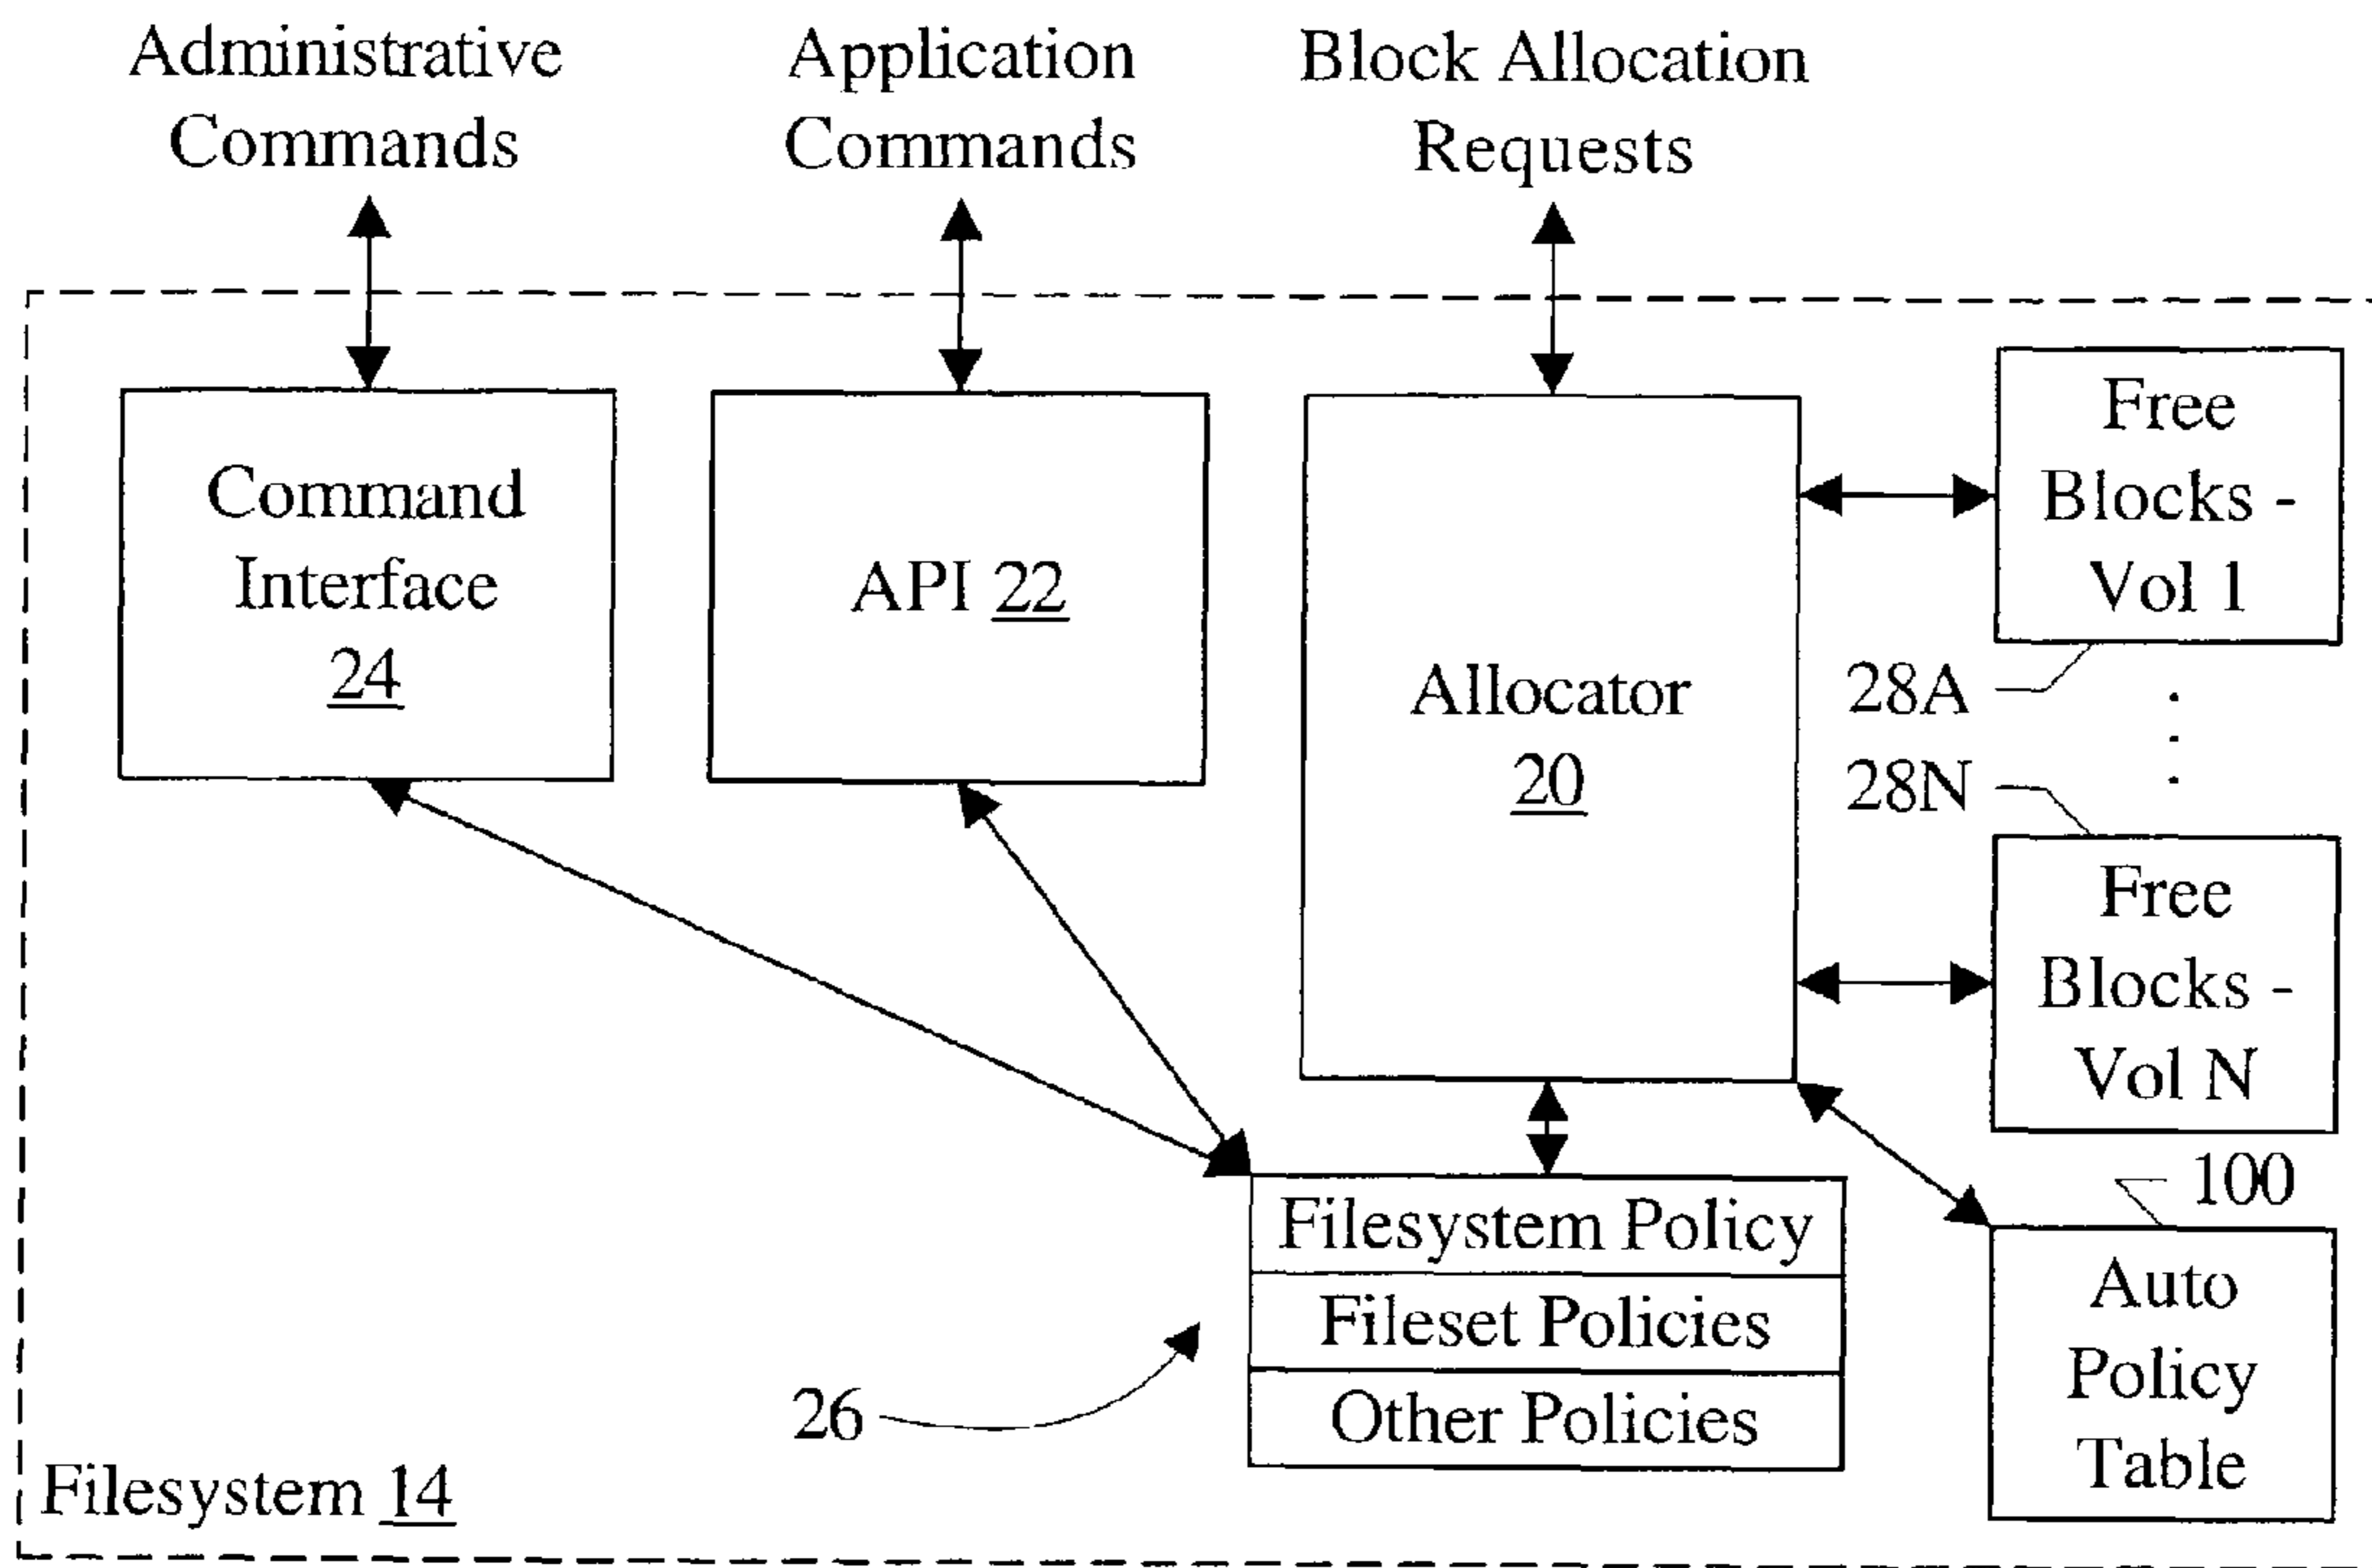 Administrative
Commands
Application
Commands
Block Allocation
Requests
Command
Interface
24
API 22
Allocator
20
Free
Blocks -
Vol 1
28A
28N
Free
Blocks -
Vol N
100
Filesystem Policy
Fileset Policies
Other Policies
26
Auto
Policy
Table
Filesystem 14